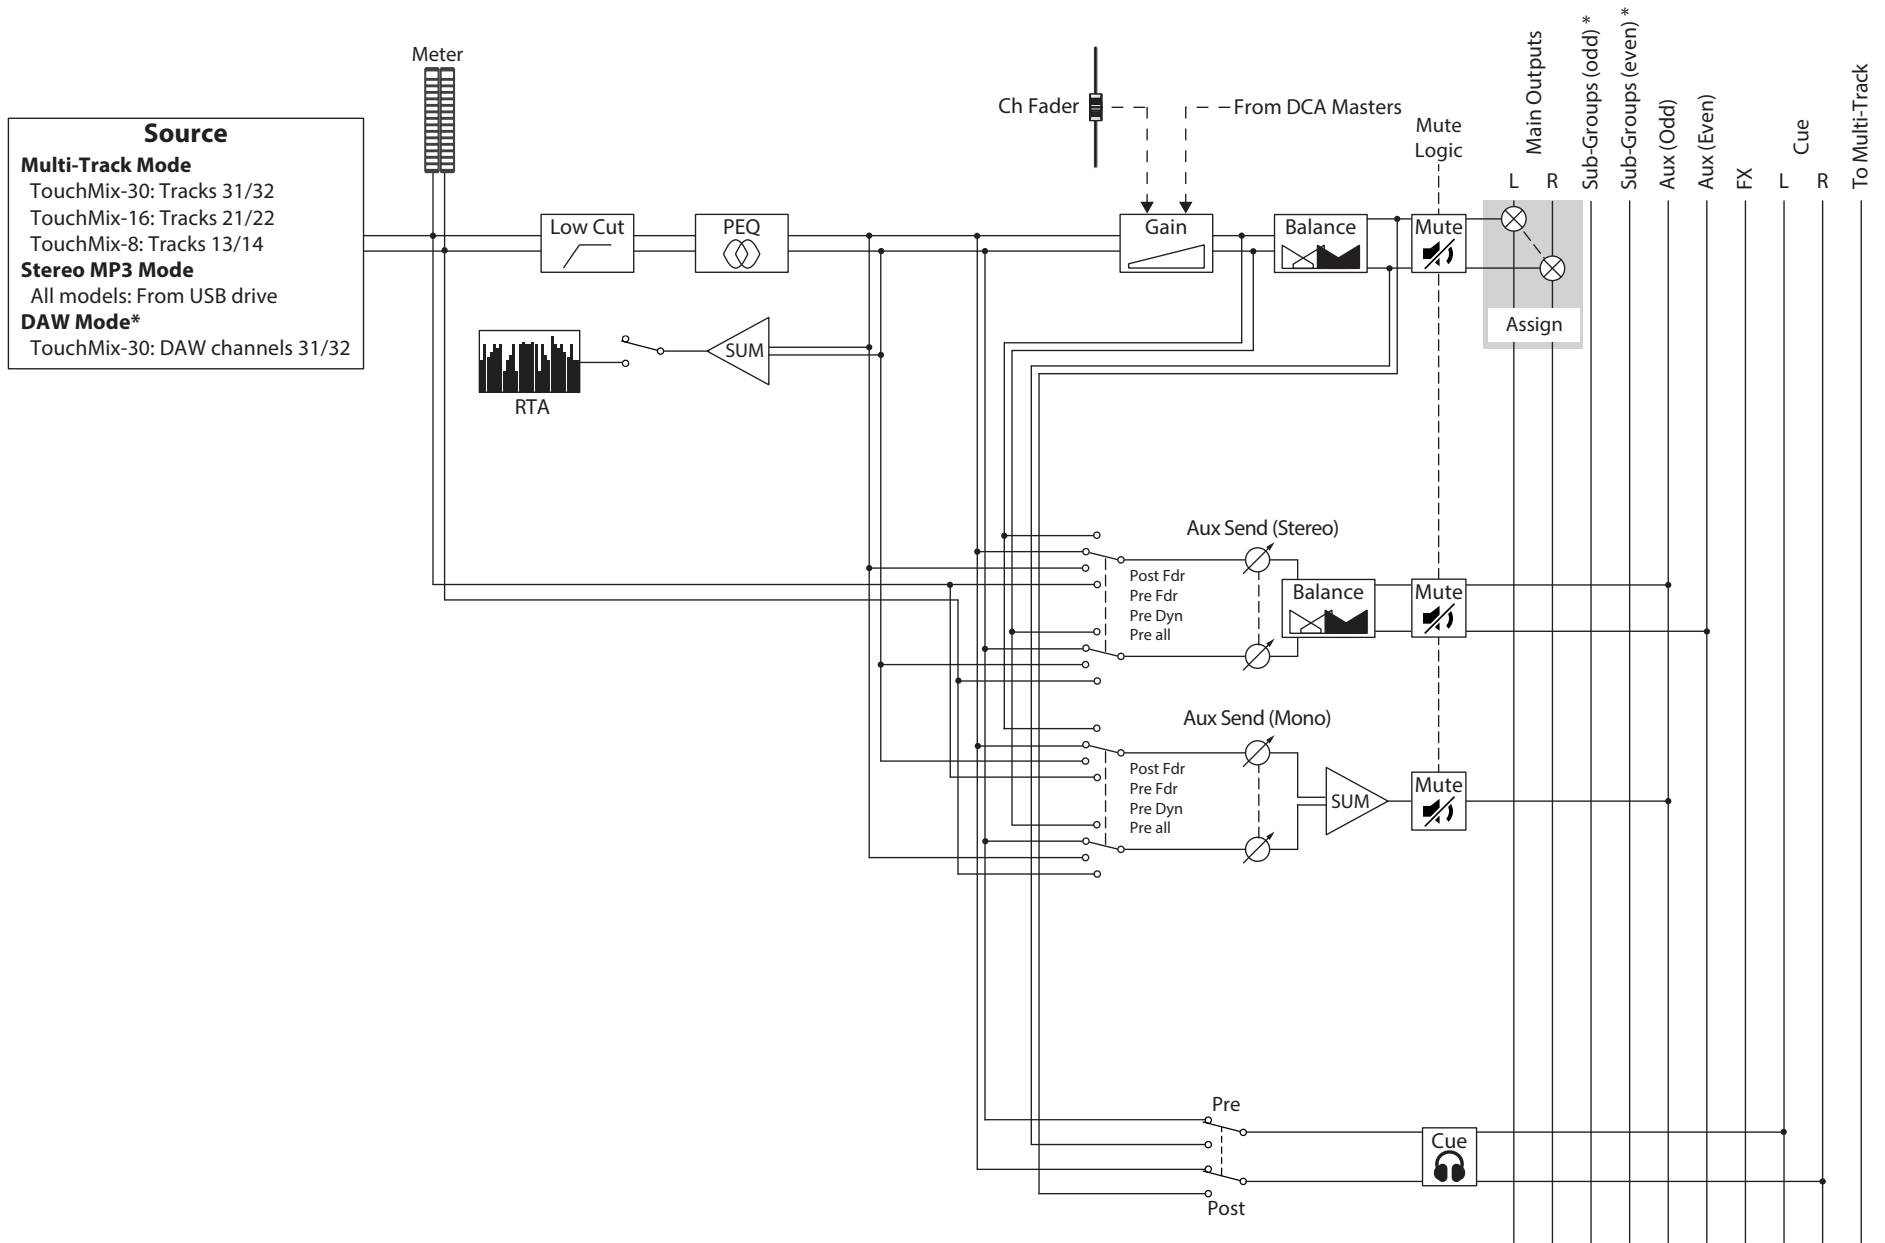 Meter
Source
Multi-Track Mode
TouchMix-30: Tracks 31/32
TouchMix-16: Tracks 21/22
TouchMix-8: Tracks 13/14
Stereo MP3 Mode
All models: From USB drive
DAW Mode*
TouchMix-30: DAW channels 31/32
Low Cut
PEQ
RTA
SUM
Ch Fader
From DCA Masters
Gain
Balance
Mute
Logic
Mute
Main Outputs
L
R
Sub-Groups (odd) *
Sub-Groups (even) *
Aux (Odd)
Aux (Even)
FX
Cue
L
R
To Multi-Track
Assign
Aux Send (Stereo)
Post Fdr
Pre Fdr
Pre Dyn
Pre all
Balance
Mute
Aux Send (Mono)
Post Fdr
Pre Fdr
Pre Dyn
Pre all
SUM
Mute
Pre
Post
Cue